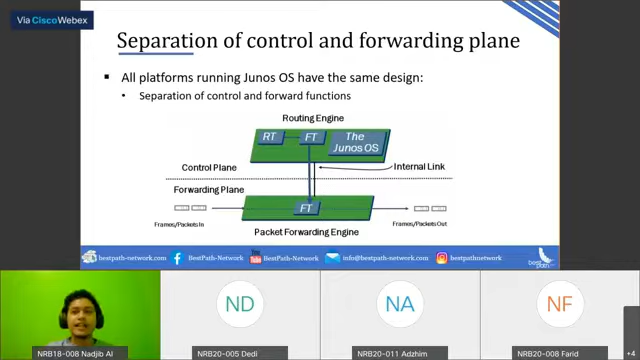 Via Cisco Webex
Separation of control and forwarding plane
All platforms running Junos OS have the same design:
Separation of control and forward functions
Routing Engine
RT
FT
The
Junos OS
Control Plane
Internal Link
Forwarding Plane
FT
Frames/Packets In
Frames/Packets Out
Packet Forwarding Engine
bestpath-network.com
BestPath-Network
BestPath-Network
info@bestpath-network.com
bestpathnetwork
best
path
ND
NA
NF
NRB18-008 Nadjib Al
NRB20-005 Dedi
NRB20-011 Adzhim
NRB20-008 Farid
+4